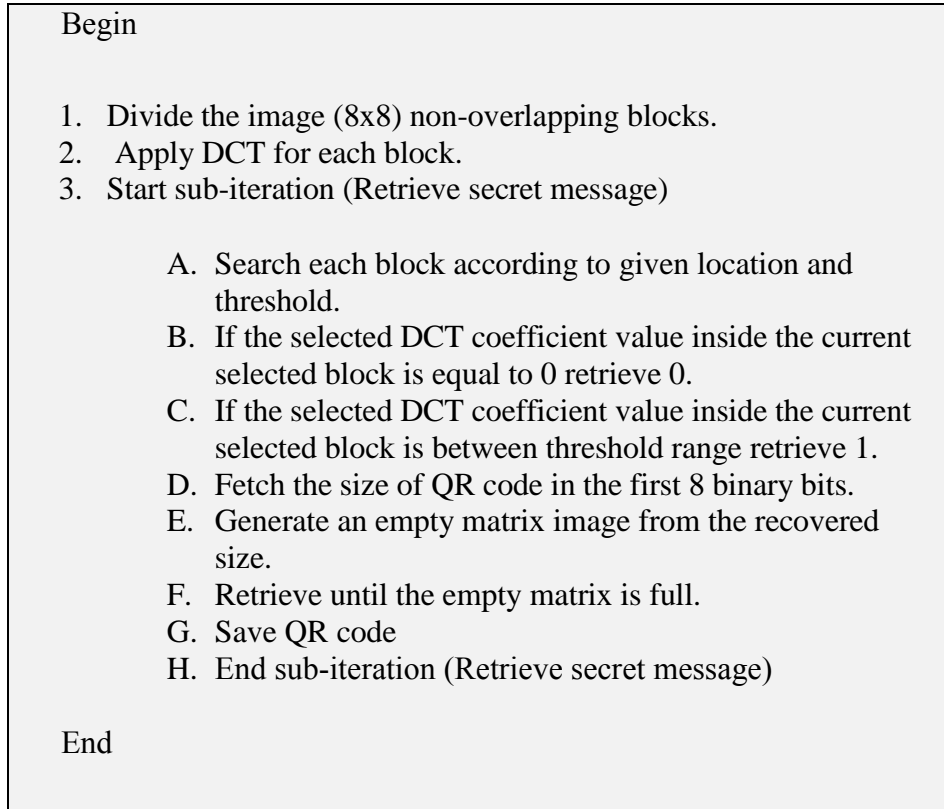 Begin
1. Divide the image (8x8) non-overlapping blocks.
2. Apply DCT for each block.
3. Start sub-iteration (Retrieve secret message)
A. Search each block according to given location and
threshold.
B. If the selected DCT coefficient value inside the current
selected block is equal to 0 retrieve 0.
C. If the selected DCT coefficient value inside the current
selected block is between threshold range retrieve 1.
D. Fetch the size of QR code in the first 8 binary bits.
E. Generate an empty matrix image from the recovered
size.
F. Retrieve until the empty matrix is full.
G. Save QR code
H. End sub-iteration (Retrieve secret message)
End